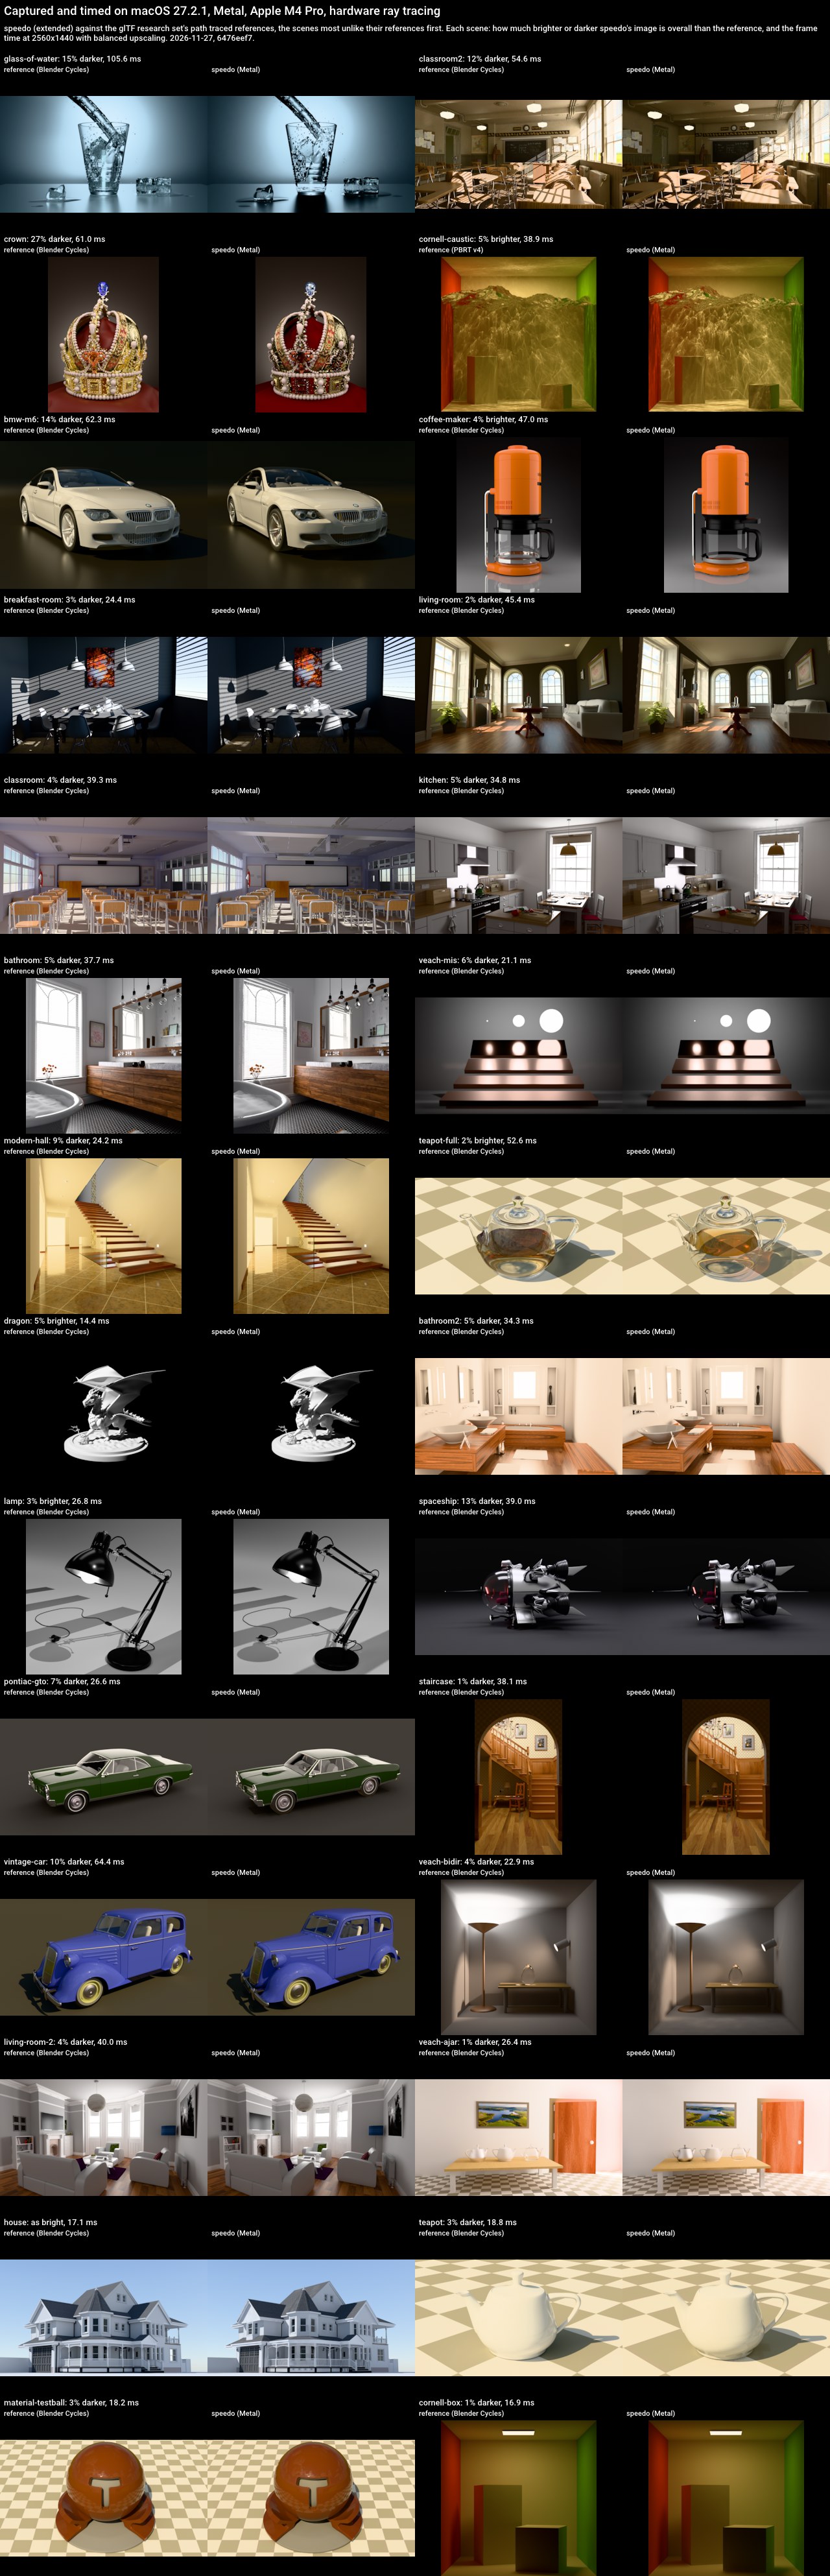 Captured and timed on macOS 27.2.1, Metal, Apple M4 Pro, hardware ray tracing
speedo (extended) against the glTF research set's path traced references, the scenes most unlike their references first. Each scene: how much brighter or darker speedo's image is overall than the reference, and the frame
time at 2560x1440 with balanced upscaling. 2026-11-27, 6476eef7.
glass-of-water: 15% darker, 105.6 ms
reference (Blender Cycles)
speedo (Metal)
classroom2: 12% darker, 54.6 ms
reference (Blender Cycles)
speedo (Metal)
crown: 27% darker, 61.0 ms
reference (Blender Cycles)
speedo (Metal)
cornell-caustic: 5% brighter, 38.9 ms
reference (PBRT v4)
speedo (Metal)
bmw-m6: 14% darker, 62.3 ms
reference (Blender Cycles)
speedo (Metal)
coffee-maker: 4% brighter, 47.0 ms
reference (Blender Cycles)
speedo (Metal)
breakfast-room: 3% darker, 24.4 ms
reference (Blender Cycles)
speedo (Metal)
living-room: 2% darker, 45.4 ms
reference (Blender Cycles)
speedo (Metal)
classroom: 4% darker, 39.3 ms
reference (Blender Cycles)
speedo (Metal)
kitchen: 5% darker, 34.8 ms
reference (Blender Cycles)
speedo (Metal)
bathroom: 5% darker, 37.7 ms
reference (Blender Cycles)
speedo (Metal)
veach-mis: 6% darker, 21.1 ms
reference (Blender Cycles)
speedo (Metal)
modern-hall: 9% darker, 24.2 ms
reference (Blender Cycles)
speedo (Metal)
teapot-full: 2% brighter, 52.6 ms
reference (Blender Cycles)
speedo (Metal)
dragon: 5% brighter, 14.4 ms
reference (Blender Cycles)
speedo (Metal)
bathroom2: 5% darker, 34.3 ms
reference (Blender Cycles)
speedo (Metal)
lamp: 3% brighter, 26.8 ms
reference (Blender Cycles)
speedo (Metal)
spaceship: 13% darker, 39.0 ms
reference (Blender Cycles)
speedo (Metal)
pontiac-gto: 7% darker, 26.6 ms
reference (Blender Cycles)
speedo (Metal)
staircase: 1% darker, 38.1 ms
reference (Blender Cycles)
speedo (Metal)
vintage-car: 10% darker, 64.4 ms
reference (Blender Cycles)
speedo (Metal)
veach-bidir: 4% darker, 22.9 ms
reference (Blender Cycles)
speedo (Metal)
living-room-2: 4% darker, 40.0 ms
reference (Blender Cycles)
speedo (Metal)
veach-ajar: 1% darker, 26.4 ms
reference (Blender Cycles)
speedo (Metal)
house: as bright, 17.1 ms
reference (Blender Cycles)
speedo (Metal)
teapot: 3% darker, 18.8 ms
reference (Blender Cycles)
speedo (Metal)
material-testball: 3% darker, 18.2 ms
reference (Blender Cycles)
speedo (Metal)
cornell-box: 1% darker, 16.9 ms
reference (Blender Cycles)
speedo (Metal)